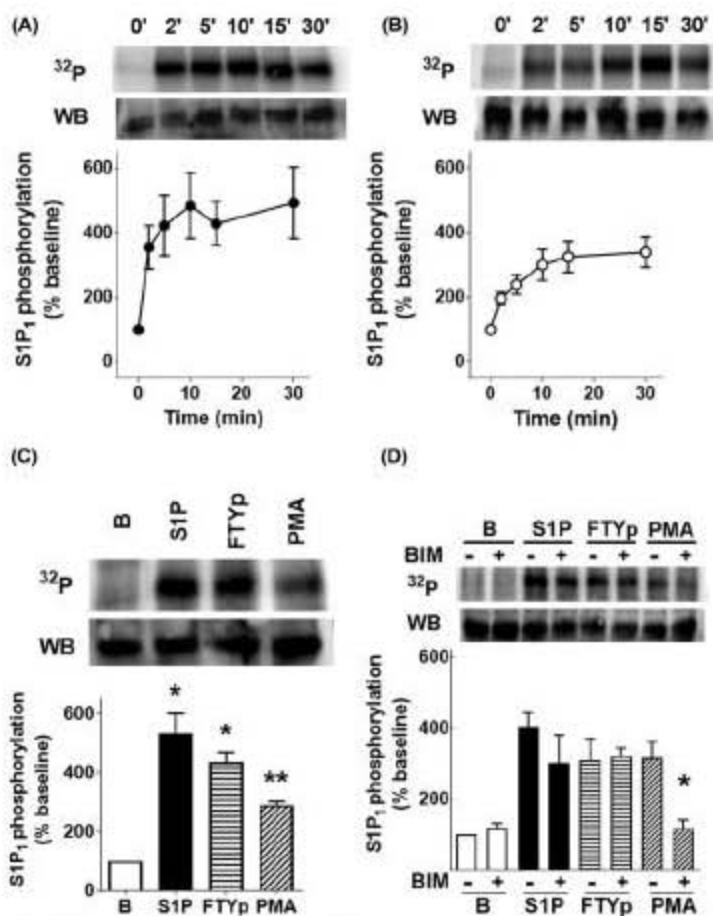 (A)
0' 2' 5' 10' 15' 30'
³²P
WB
600
400
200
0
S1P₁ phosphorylation
(% baseline)
0 10 20 30
Time (min)
(B)
0' 2' 5' 10' 15' 30'
³²P
WB
600
400
200
0
S1P₁ phosphorylation
(% baseline)
0 10 20 30
Time (min)
(C)
B S1P FTYp PMA
³²P
WB
600
400
200
0
S1P₁ phosphorylation
(% baseline)
* * **
B S1P FTYp PMA
(D)
B S1P FTYp PMA
BIM - + - + - + - +
³²P
WB
600
400
200
S1P₁ phosphorylation
(% baseline)
*
BIM - + - + - + - +
B S1P FTYp PMA